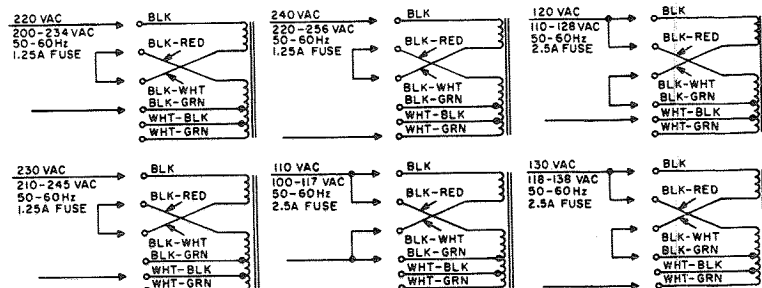 220 VAC
200-234 VAC
50-60Hz
1.25A FUSE
BLK
BLK-RED
BLK-WHT
BLK-GRN
WHT-BLK
WHT-GRN
240 VAC
220-256 VAC
50-60Hz
1.25A FUSE
BLK
BLK-RED
BLK-WHT
BLK-GRN
WHT-BLK
WHT-GRN
120 VAC
110-128 VAC
50-60Hz
2.5A FUSE
BLK
BLK-RED
BLK-WHT
BLK-GRN
WHT-BLK
WHT-GRN
230 VAC
210-245 VAC
50-60Hz
1.25A FUSE
BLK
BLK-RED
BLK-WHT
BLK-GRN
WHT-BLK
WHT-GRN
110 VAC
100-117 VAC
50-60Hz
2.5A FUSE
BLK
BLK-RED
BLK-WHT
BLK-GRN
WHT-BLK
WHT-GRN
130 VAC
118-138 VAC
50-60Hz
2.5A FUSE
BLK
BLK-RED
BLK-WHT
BLK-GRN
WHT-BLK
WHT-GRN